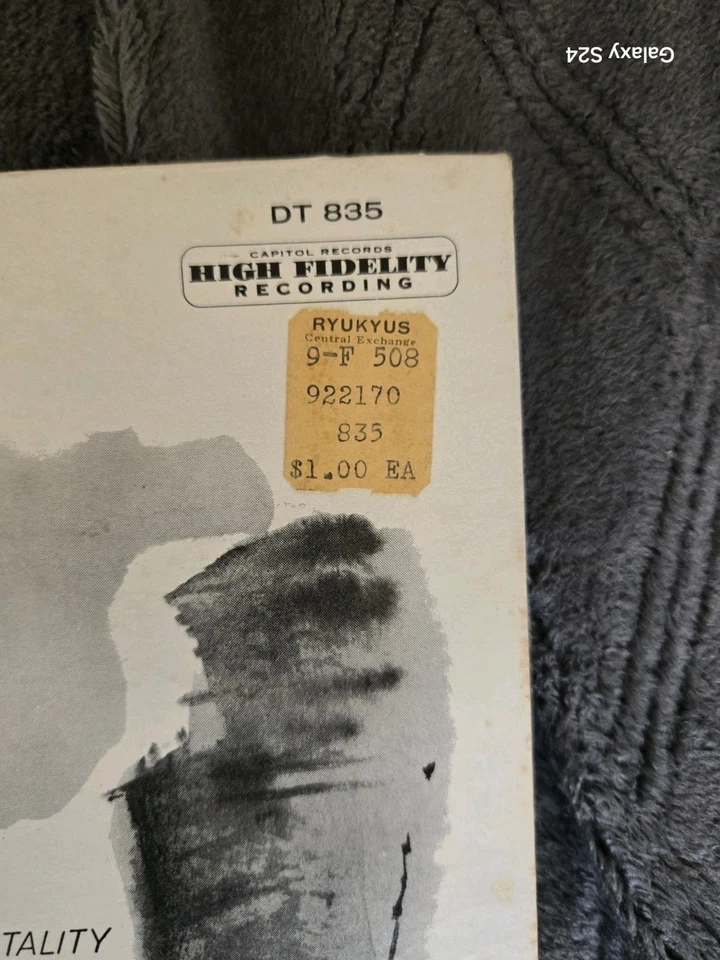 Galaxy S24
DT 835
CAPITOL RECORDS
HIGH FIDELITY
RECORDING
RYUKYUS
Central Exchange
9-F 508
922170
835
$1.00 EA
TALITY